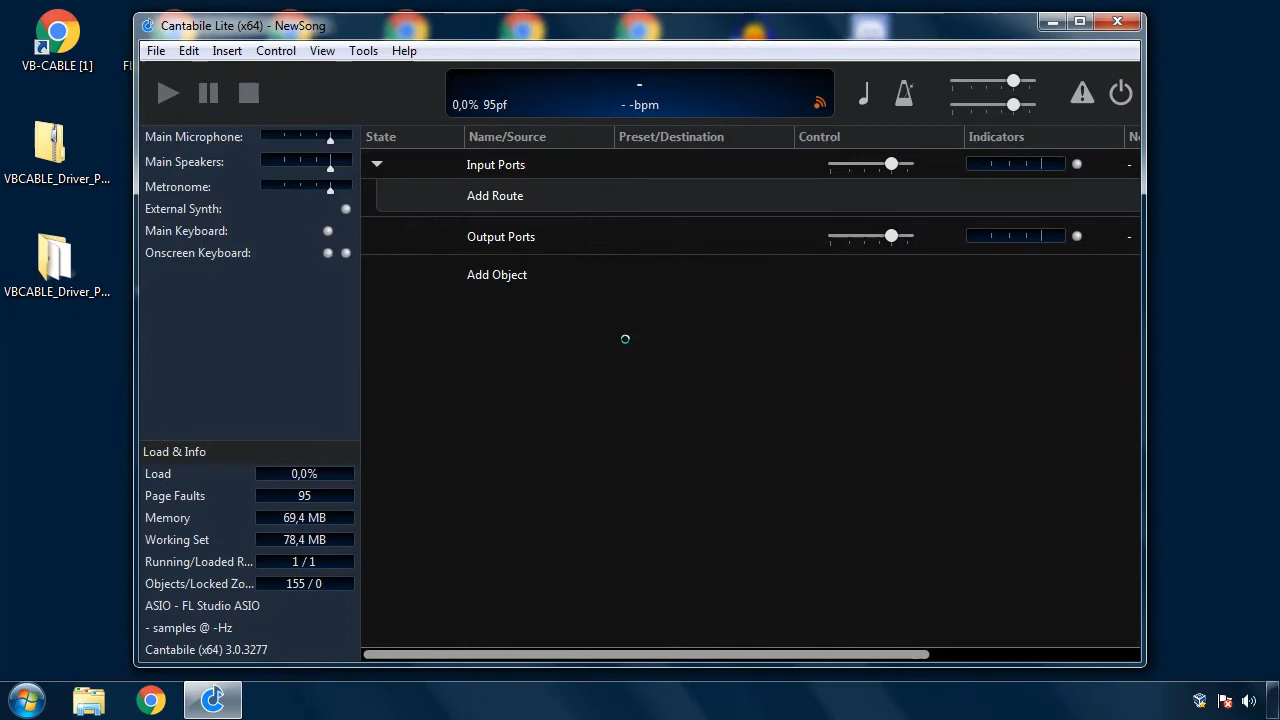 Cantabile Lite (x64) - NewSong
VB-CABLE [1]
FL
File Edit Insert Control View Tools Help
-
0,0% 95pf - -bpm
Main Microphone:
Main Speakers:
Metronome:
External Synth:
Main Keyboard:
Onscreen Keyboard:
State Name/Source Preset/Destination Control Indicators No
Input Ports -
Add Route
Output Ports -
Add Object
VBCABLE_Driver_P...
VBCABLE_Driver_P...
Load & Info
Load 0,0%
Page Faults 95
Memory 69,4 MB
Working Set 78,4 MB
Running/Loaded R... 1 / 1
Objects/Locked Zo... 155 / 0
ASIO - FL Studio ASIO
- samples @ -Hz
Cantabile (x64) 3.0.3277